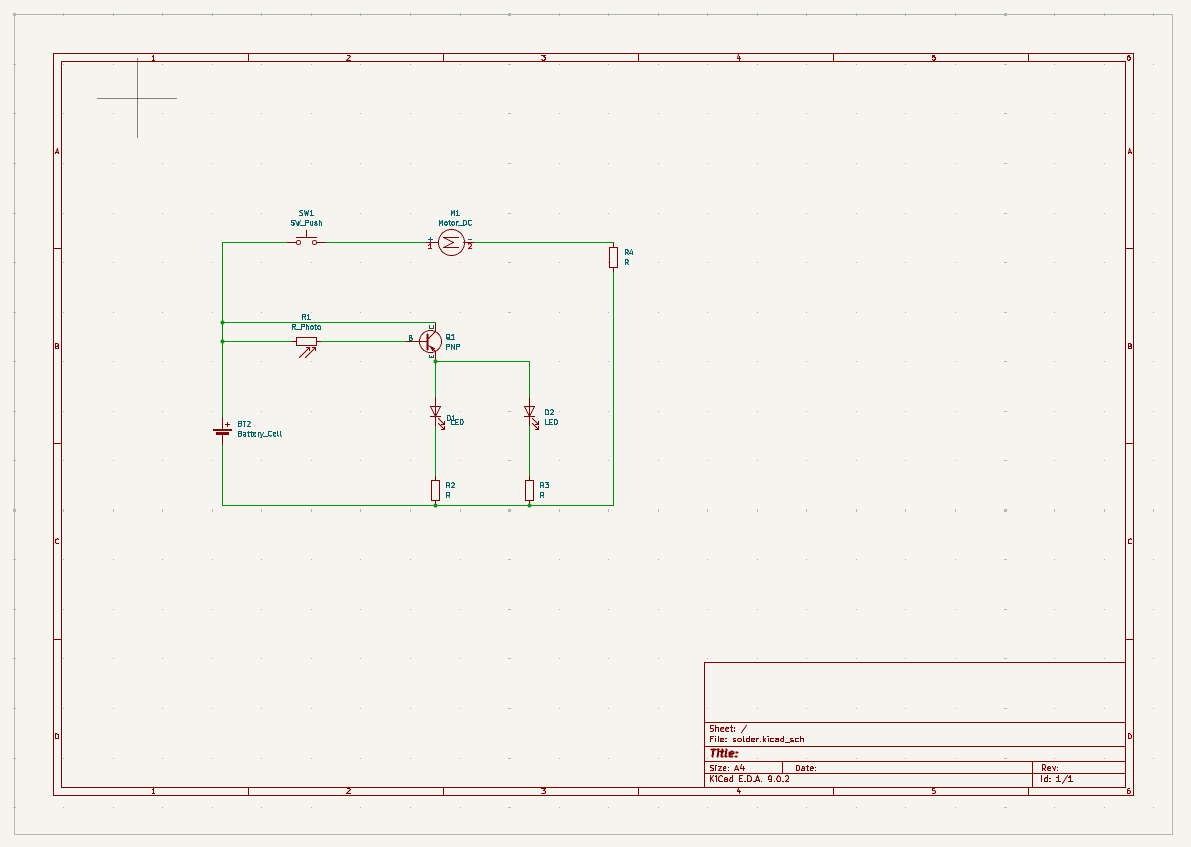 1 2 3 4 5 6
A A
SW1
SW_Push
M1
Motor_DC
+ -
1 2
R4
R
R1
R_Photo
C
B
Q1
PNP
E
B B
D1
LED
D2
LED
+
BT2
Battery_Cell
R2
R
R3
R
C C
Sheet: /
File: solder.kicad_sch
D D
Title:
Size: A4 Date: Rev:
KiCad E.D.A. 9.0.2 Id: 1/1
1 2 3 4 5 6